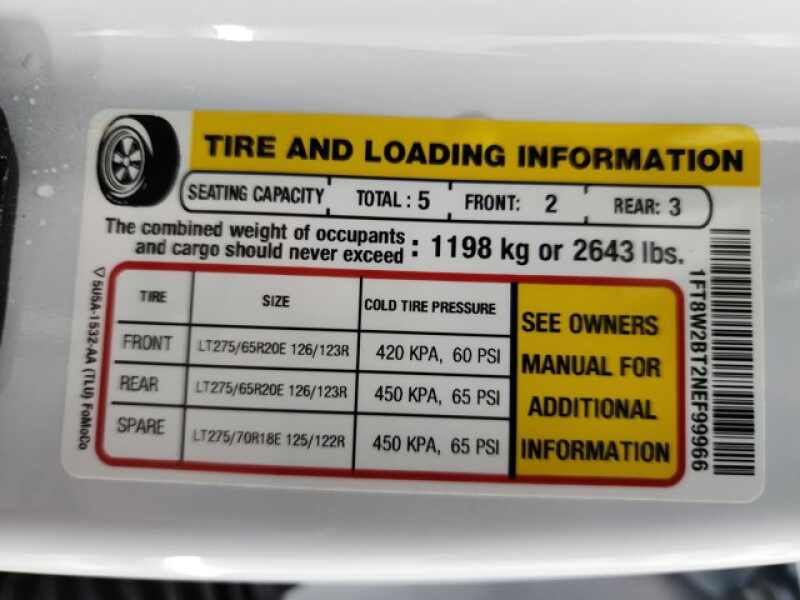 TIRE AND LOADING INFORMATION
SEATING CAPACITY TOTAL : 5 FRONT: 2 REAR: 3
The combined weight of occupants
and cargo should never exceed : 1198 kg or 2643 lbs.
TIRE SIZE COLD TIRE PRESSURE
FRONT LT275/65R20E 126/123R 420 KPA, 60 PSI
REAR LT275/65R20E 126/123R 450 KPA, 65 PSI
SPARE LT275/70R18E 125/122R 450 KPA, 65 PSI
SEE OWNERS
MANUAL FOR
ADDITIONAL
INFORMATION
5U5A-1532-AA (TLU) FoMoCo
1FT8W2BT2NEF99966